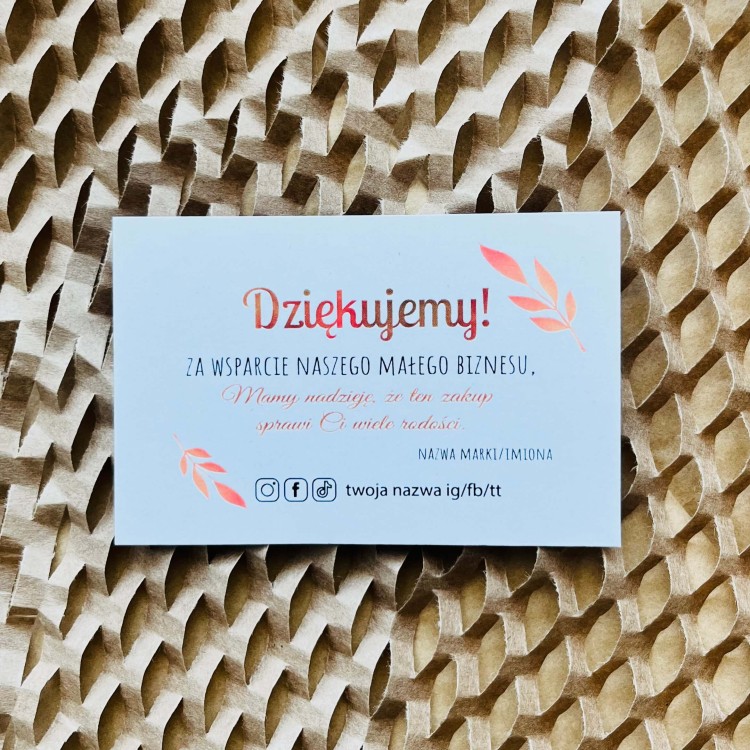 Dziękujemy!
ZA WSPARCIE NASZEGO MAŁEGO BIZNESU,
Mamy nadzieję, że ten zakup
sprawi Ci wiele rodości.
NAZWA MARKI/IMIONA
twoja nazwa ig/fb/tt